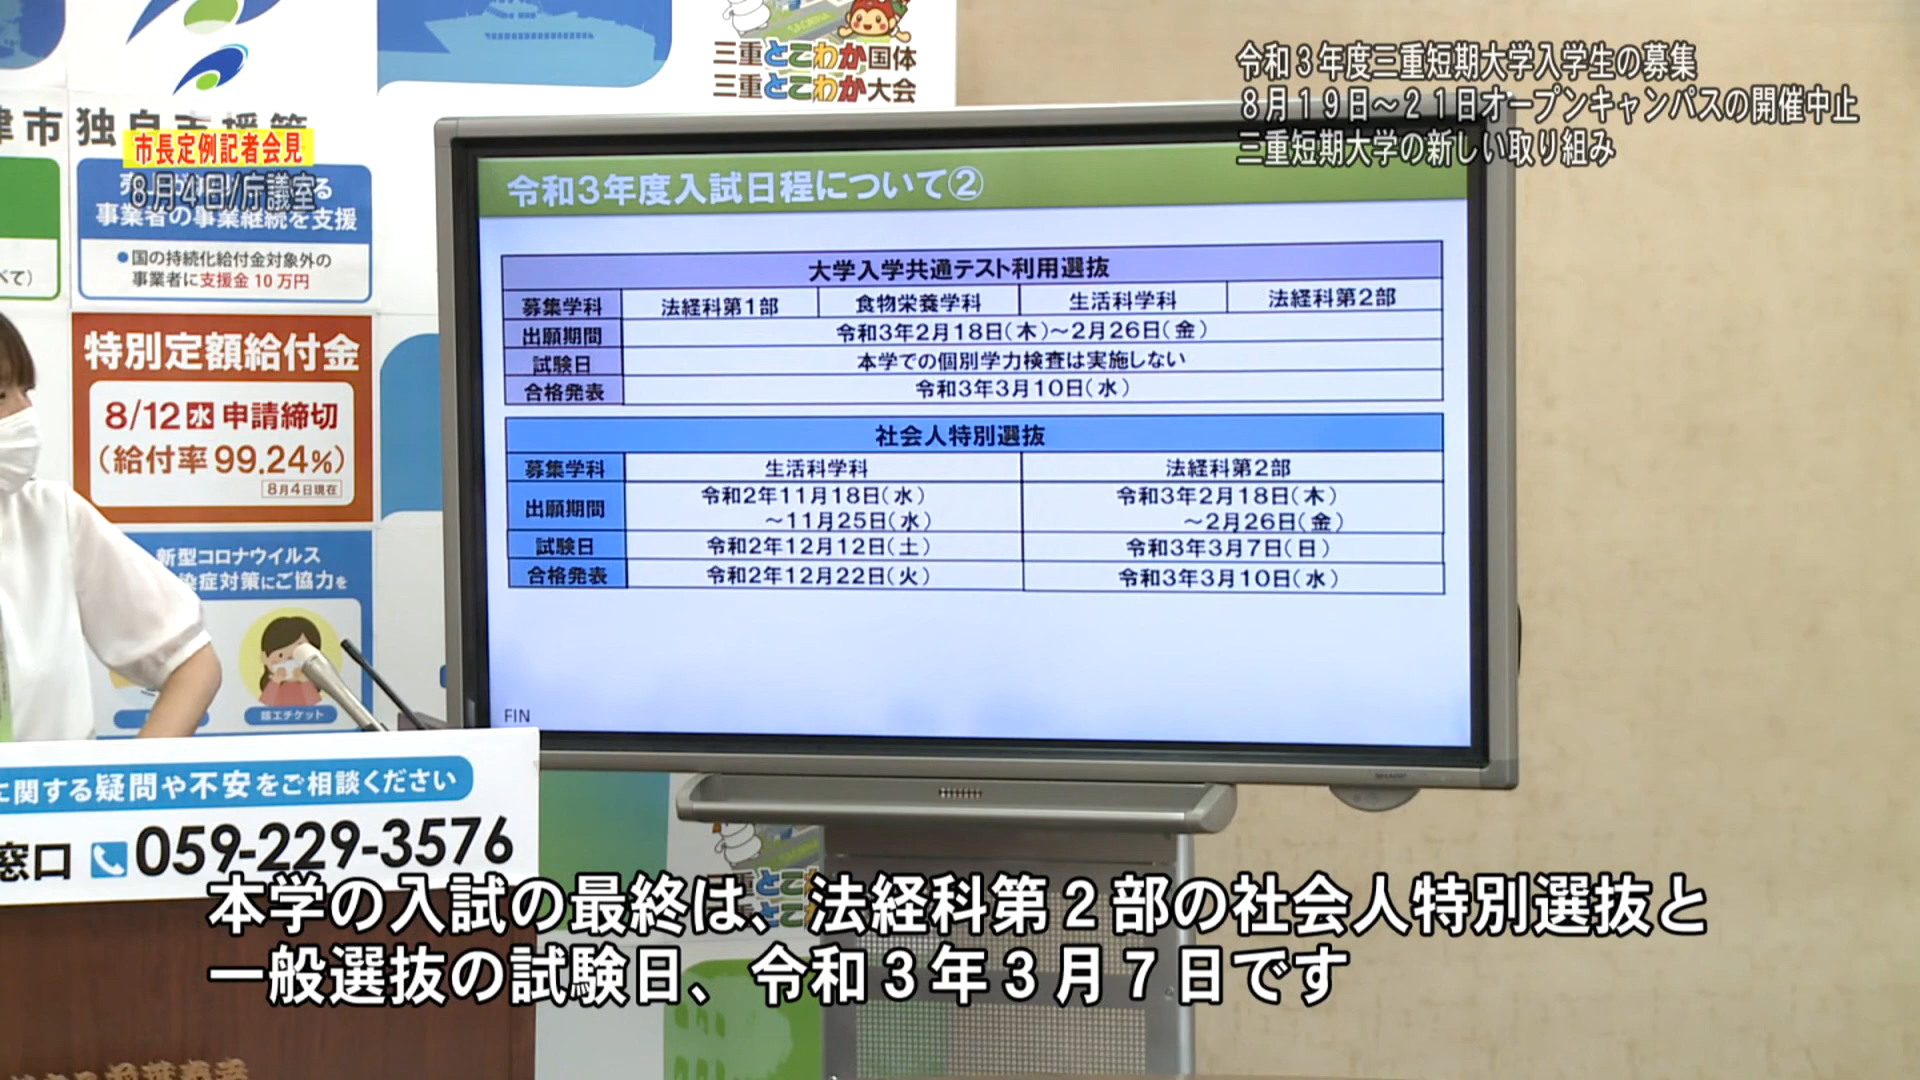 三重とこわか国体
三重とこわか大会
令和3年度三重短期大学入学生の募集
8月19日～21日オープンキャンパスの開催中止
三重短期大学の新しい取り組み
津市独自支援策
市長定例記者会見
8月4日/庁議室
事業者の事業継続を支援
●国の持続化給付金対象外の
事業者に支援金10万円
べて）
特別定額給付金
8/12水申請締切
（給付率99.24%）
8月4日現在
新型コロナウイルス
染症対策にご協力を
咳エチケット
令和3年度入試日程について②
大学入学共通テスト利用選抜
募集学科 法経科第1部 食物栄養学科 生活科学科 法経科第2部
出願期間 令和3年2月18日(木)～2月26日(金)
試験日 本学での個別学力検査は実施しない
合格発表 令和3年3月10日(水)
社会人特別選抜
募集学科 生活科学科 法経科第2部
出願期間 令和2年11月18日(水)～11月25日(水) 令和3年2月18日(木)～2月26日(金)
試験日 令和2年12月12日(土) 令和3年3月7日(日)
合格発表 令和2年12月22日(火) 令和3年3月10日(水)
FIN
SHARP
に関する疑問や不安をご相談ください
窓口 059-229-3576
本学の入試の最終は、法経科第2部の社会人特別選抜と
一般選抜の試験日、令和3年3月7日です